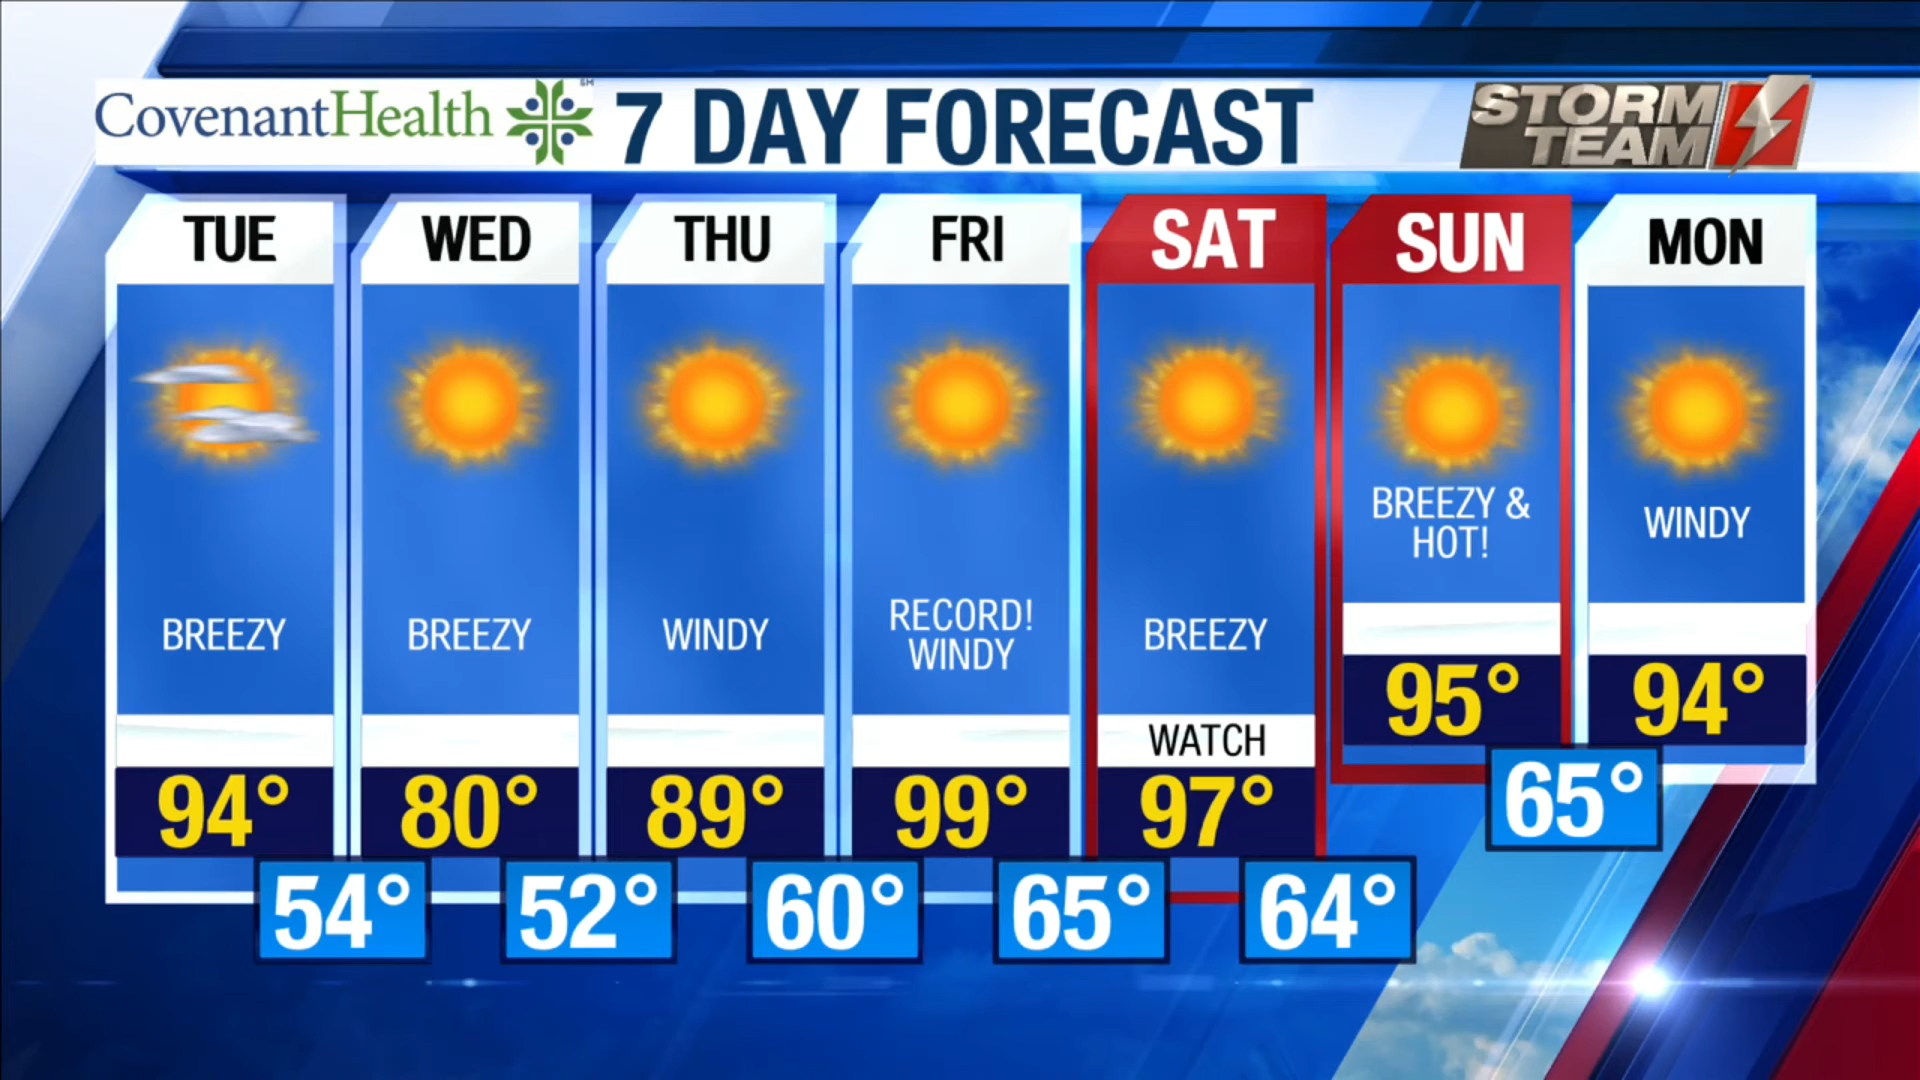 CovenantHealth SM 7 DAY FORECAST
STORM
TEAM
TUE WED THU FRI SAT SUN MON
BREEZY &
HOT!
WINDY
BREEZY BREEZY WINDY RECORD!
WINDY BREEZY
WATCH
95° 94°
94° 80° 89° 99° 97°
65°
54° 52° 60° 65° 64°